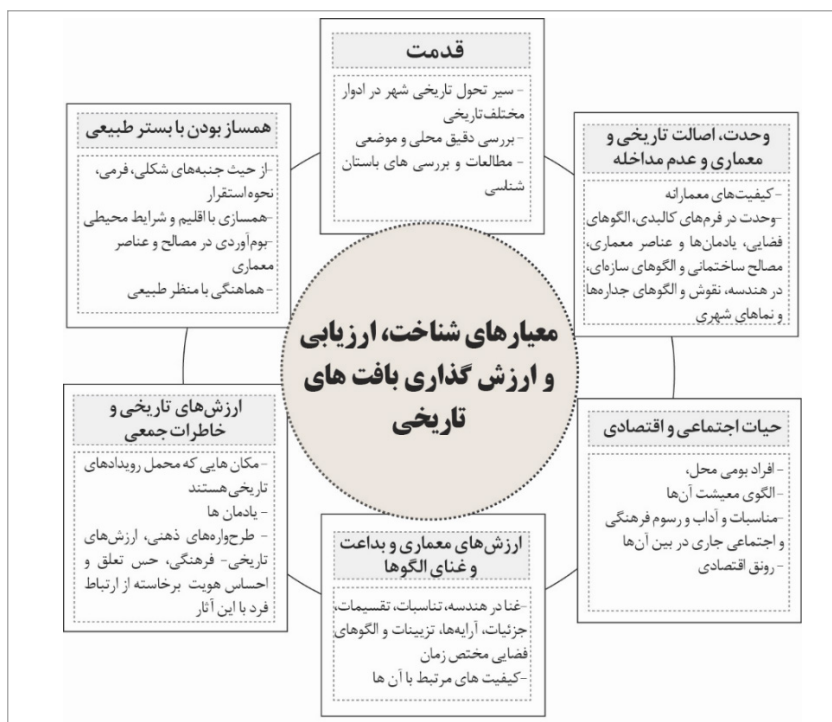 قدمت
- سیر تحول تاریخی شهر در ادوار
مختلف‌تاریخی
- بررسی دقیق محلی و موضعی
- مطالعات و بررسی های باستان
شناسی
وحدت، اصالت تاریخی و
معماری و عدم مداخله
-کیفیت‌های معمارانه
-وحدت در فرم‌های کالبدی، الگوهای
فضایی، یادمان‌ها و عناصر معماری،
مصالح ساختمانی و الگوهای سازه‌ای،
در هندسه، نقوش و الگوهای جداره‌ها
و نماهای شهری
همساز بودن با بستر طبیعی
-از حیث جنبه‌های شکلی، فرمی،
نحوه استقرار
-همسازی با اقلیم و شرایط محیطی
-بوم‌آوردی در مصالح و عناصر
معماری
-هماهنگی با منظر طبیعی
معیارهای شناخت، ارزیابی
و ارزش گذاری بافت های
تاریخی
حیات اجتماعی و اقتصادی
-افراد بومی محل،
-الگوی معیشت آن‌ها
-مناسبات و آداب و رسوم فرهنگی
و اجتماعی جاری در بین آن‌ها
- رونق اقتصادی
ارزش‌های تاریخی و
خاطرات جمعی
-مکان هایی که محمل رویدادهای
تاریخی‌هستند
- یادمان ها
- طرح‌واره‌های ذهنی، ارزش‌های
تاریخی- فرهنگی، حس تعلق و
احساس هویت برخاسته از ارتباط
فرد با این آثار
ارزش‌های معماری و بداعت
و غنای الگوها
-غنا در هندسه، تناسبات، تقسیمات،
جزئیات، آرایه‌ها، تزیینات و الگوهای
فضایی مختص زمان
-کیفیت های مرتبط با آن ها